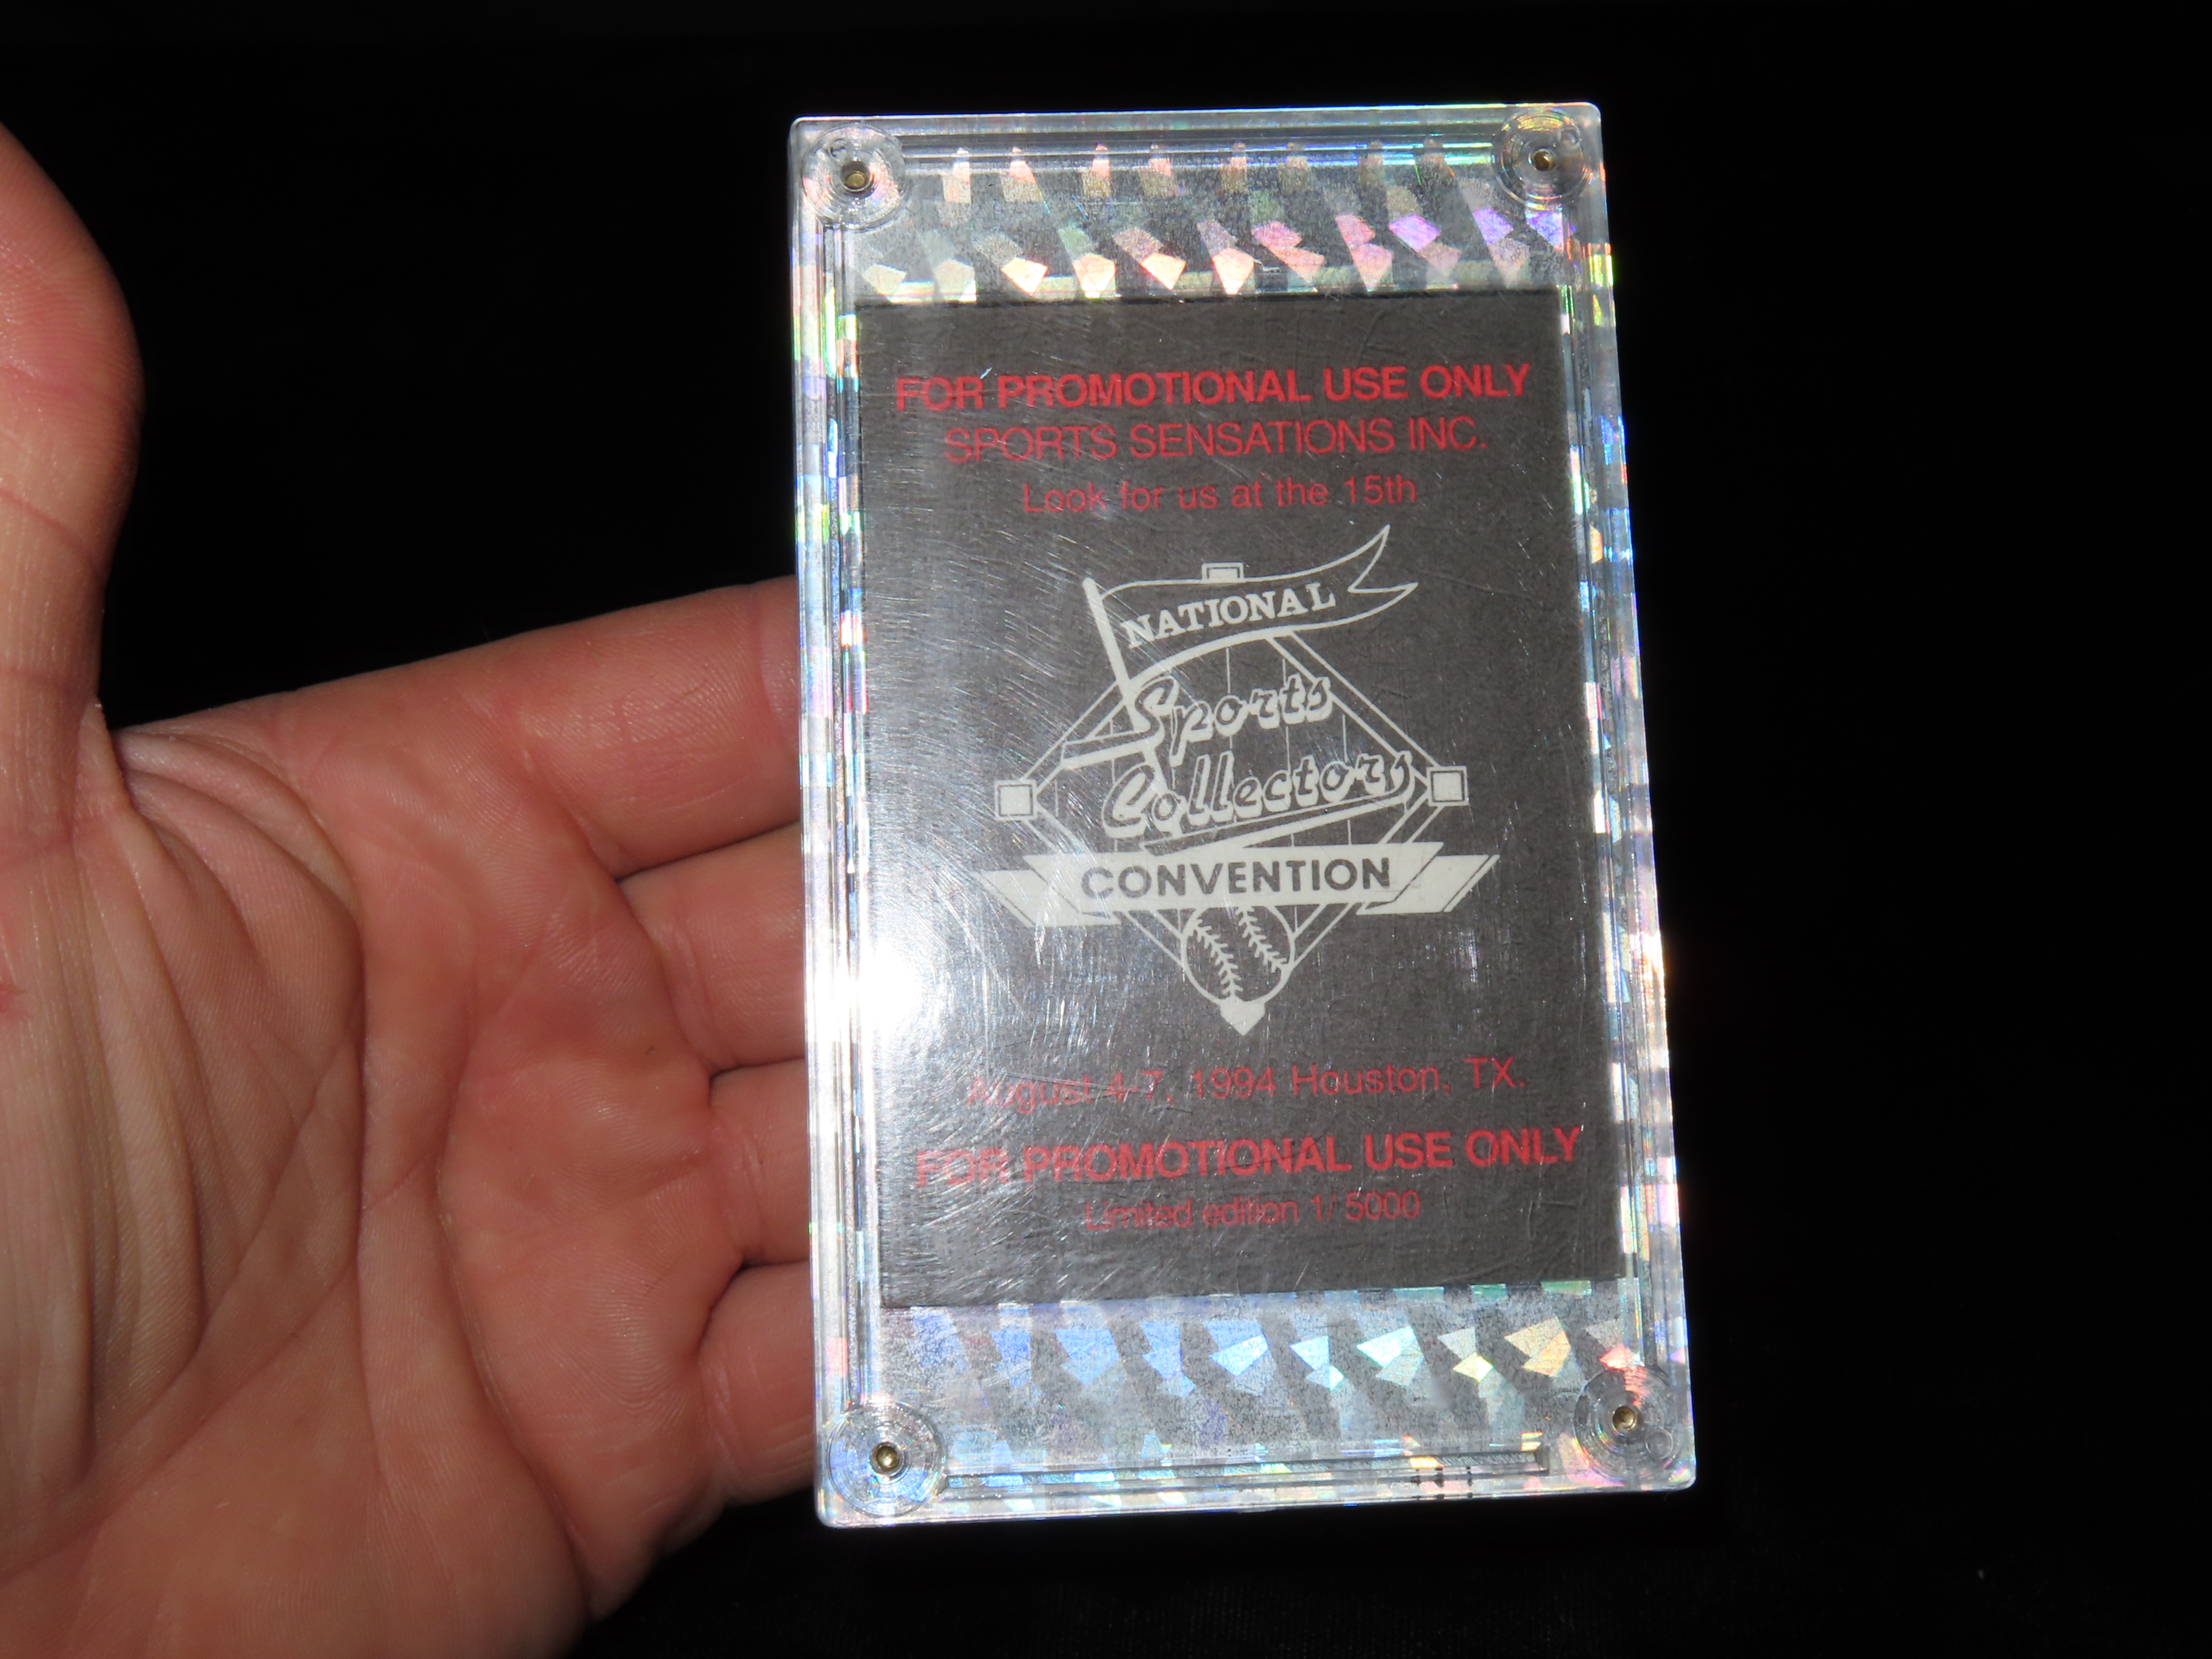 FOR PROMOTIONAL USE ONLY
SPORTS SENSATIONS INC.
Look for us at the 15th
NATIONAL
Sports
Collectors
CONVENTION
August 4-7, 1994 Houston, TX.
FOR PROMOTIONAL USE ONLY
Limited edition 1/ 5000